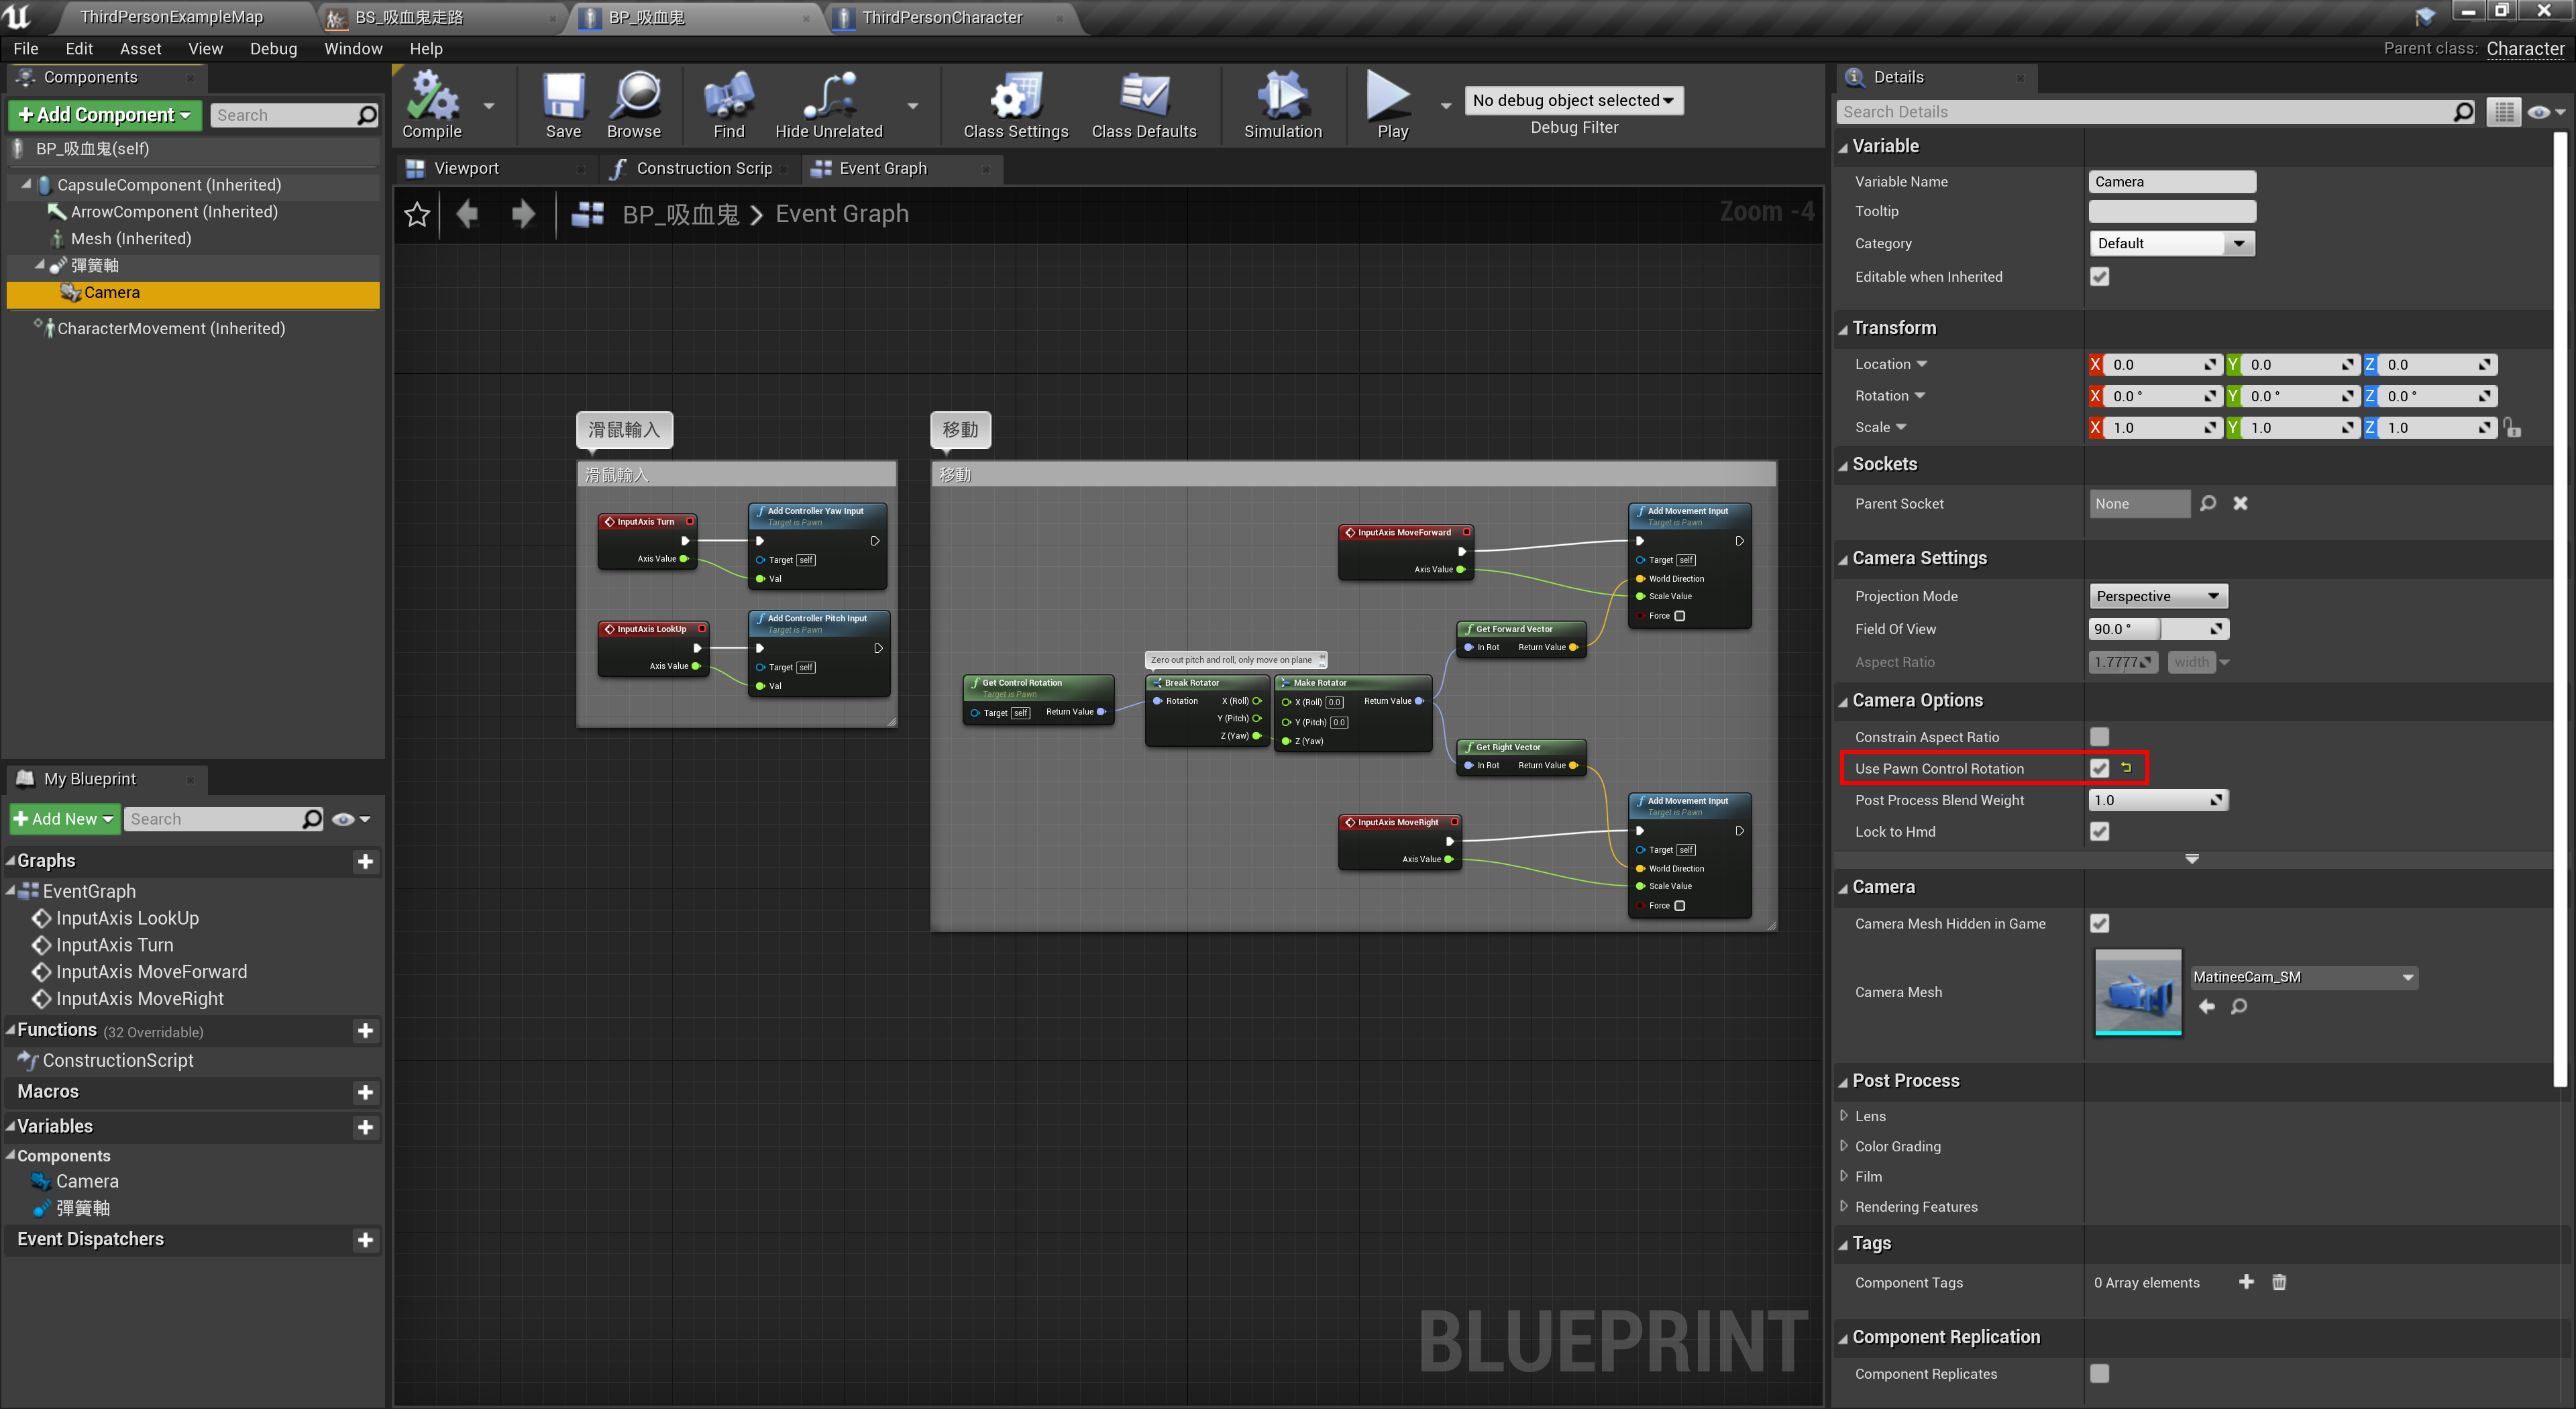 ThirdPersonExampleMap
BS_吸血鬼走路
BP_吸血鬼
ThirdPersonCharacter
File Edit Asset View Debug Window Help
Parent class: Character
Components
+ Add Component
Search
BP_吸血鬼(self)
CapsuleComponent (Inherited)
ArrowComponent (Inherited)
Mesh (Inherited)
彈簧軸
Camera
CharacterMovement (Inherited)
My Blueprint
+ Add New
Search
Graphs
EventGraph
InputAxis LookUp
InputAxis Turn
InputAxis MoveForward
InputAxis MoveRight
Functions (32 Overridable)
ConstructionScript
Macros
Variables
Components
Camera
彈簧軸
Event Dispatchers
Compile
Save
Browse
Find
Hide Unrelated
Class Settings
Class Defaults
Simulation
Play
No debug object selected
Debug Filter
Viewport
Construction Scrip
Event Graph
BP_吸血鬼 > Event Graph
Zoom -4
滑鼠輸入
滑鼠輸入
InputAxis Turn
Axis Value
Add Controller Yaw Input
Target is Pawn
Target self
Val
InputAxis LookUp
Axis Value
Add Controller Pitch Input
Target is Pawn
Target self
Val
移動
移動
InputAxis MoveForward
Axis Value
Add Movement Input
Target is Pawn
Target self
World Direction
Scale Value
Force
Get Forward Vector
In Rot Return Value
Zero out pitch and roll, only move on plane
Get Control Rotation
Target is Pawn
Target self Return Value
Break Rotator
Rotation X (Roll)
Y (Pitch)
Z (Yaw)
Make Rotator
X (Roll) 0.0 Return Value
Y (Pitch) 0.0
Z (Yaw)
Get Right Vector
In Rot Return Value
InputAxis MoveRight
Axis Value
Add Movement Input
Target is Pawn
Target self
World Direction
Scale Value
Force
BLUEPRINT
Details
Search Details
Variable
Variable Name Camera
Tooltip
Category Default
Editable when Inherited
Transform
Location X 0.0 Y 0.0 Z 0.0
Rotation X 0.0 ° Y 0.0 ° Z 0.0 °
Scale X 1.0 Y 1.0 Z 1.0
Sockets
Parent Socket None
Camera Settings
Projection Mode Perspective
Field Of View 90.0 °
Aspect Ratio 1.7777 width
Camera Options
Constrain Aspect Ratio
Use Pawn Control Rotation
Post Process Blend Weight 1.0
Lock to Hmd
Camera
Camera Mesh Hidden in Game
Camera Mesh MatineeCam_SM
Post Process
Lens
Color Grading
Film
Rendering Features
Tags
Component Tags 0 Array elements
Component Replication
Component Replicates